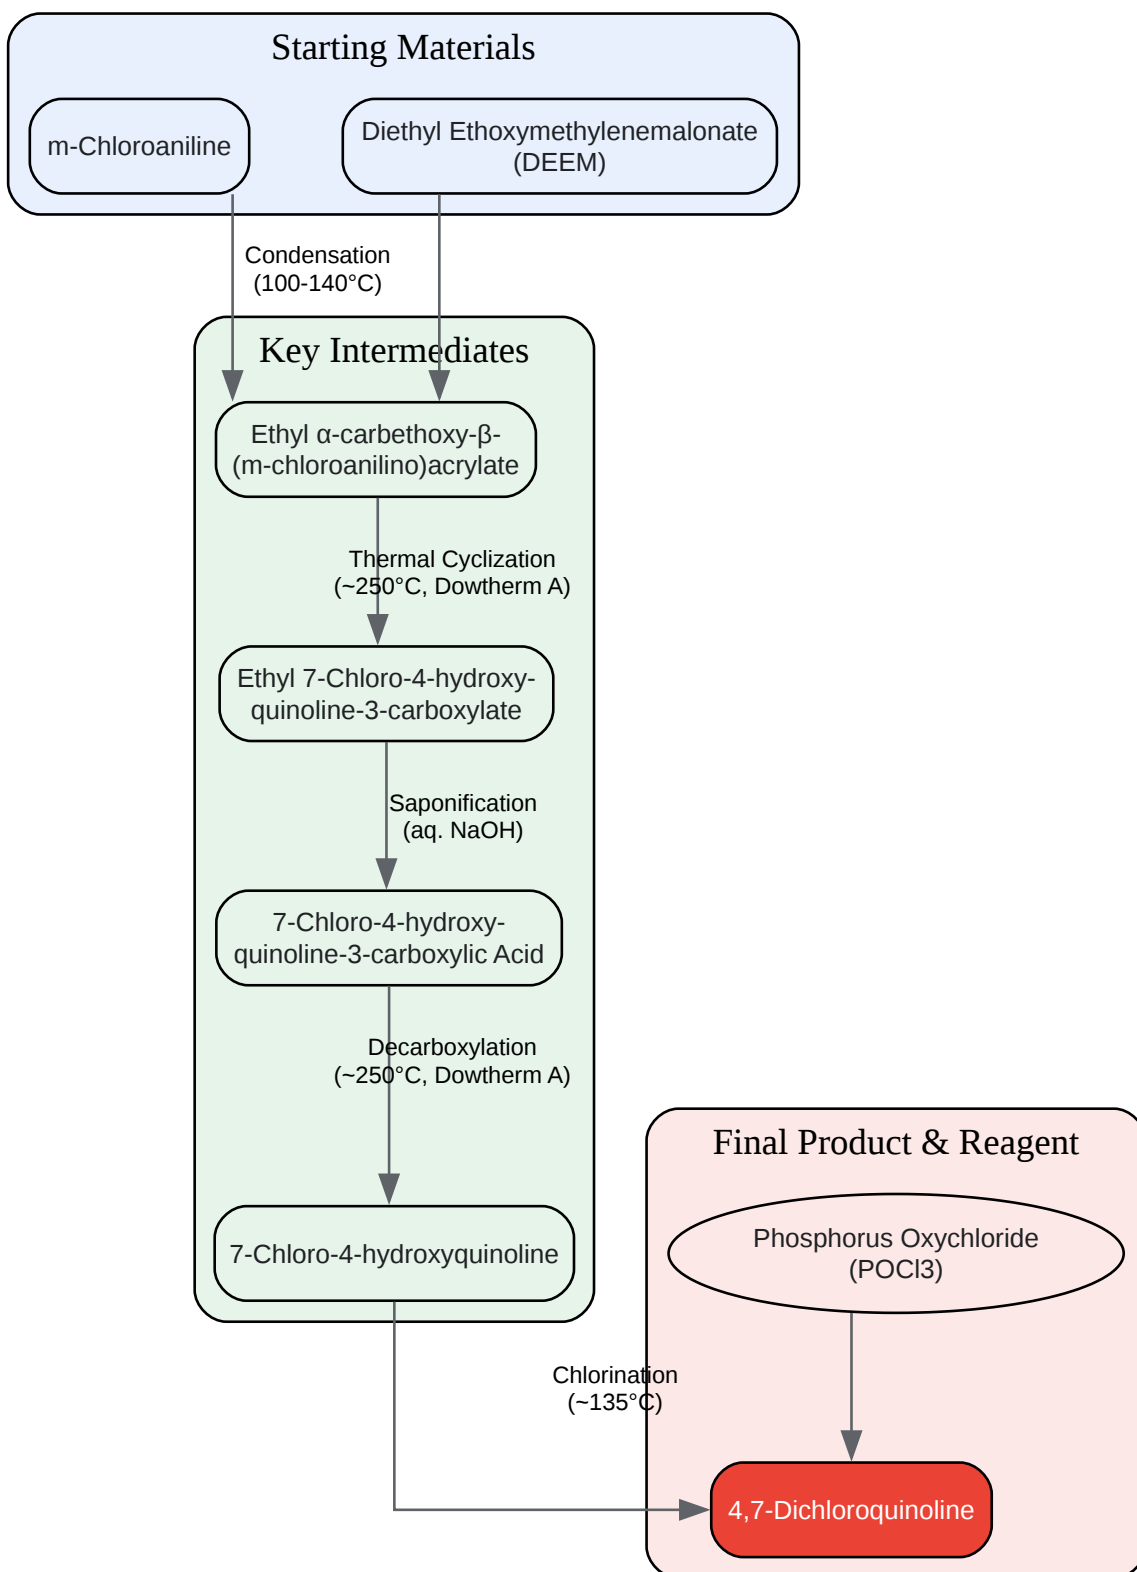 Starting Materials
m-Chloroaniline
Diethyl Ethoxymethylenemalonate
(DEEM)
Condensation
(100-140°C)
Key Intermediates
Ethyl α-carbethoxy-β-
(m-chloroanilino)acrylate
Thermal Cyclization
(~250°C, Dowtherm A)
Ethyl 7-Chloro-4-hydroxy-
quinoline-3-carboxylate
Saponification
(aq. NaOH)
7-Chloro-4-hydroxy-
quinoline-3-carboxylic Acid
Decarboxylation
(~250°C, Dowtherm A)
7-Chloro-4-hydroxyquinoline
Final Product & Reagent
Phosphorus Oxychloride
(POCl3)
Chlorination
(~135°C)
4,7-Dichloroquinoline